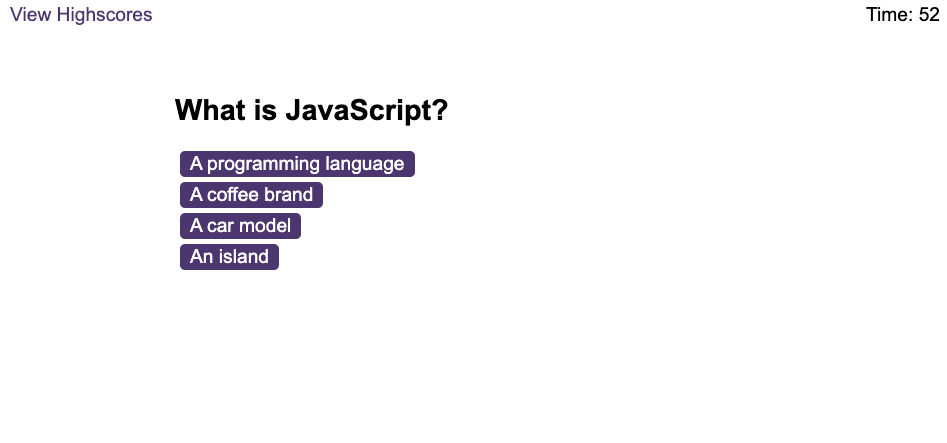 View Highscores
Time: 52
What is JavaScript?
A programming language
A coffee brand
A car model
An island